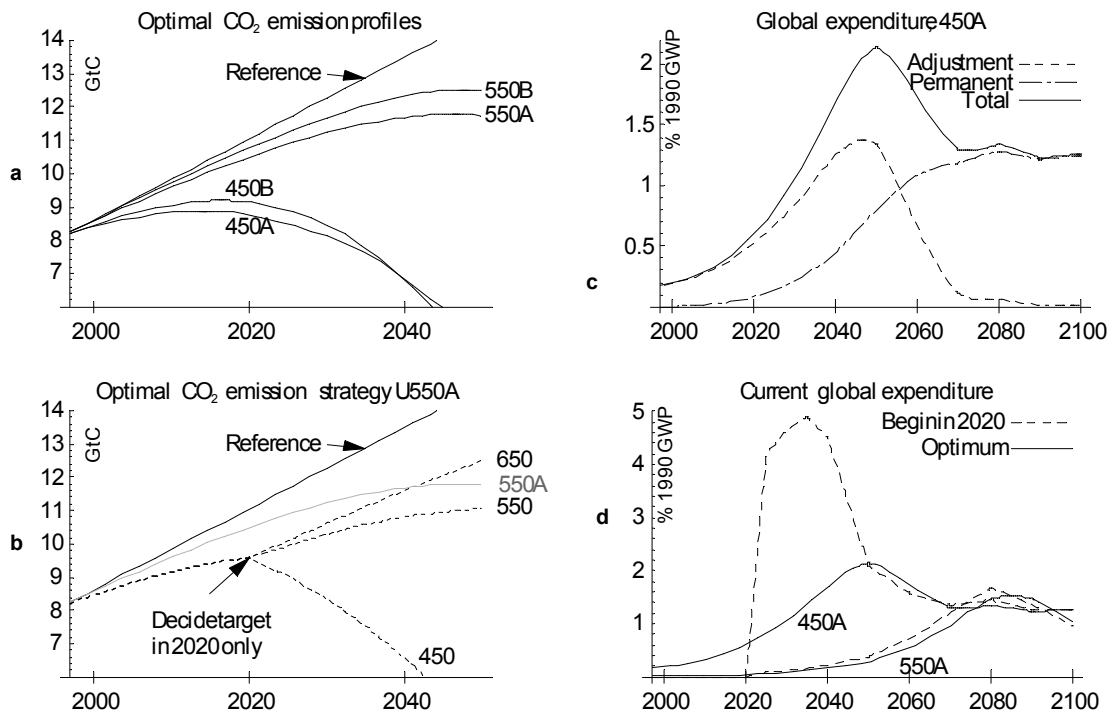 Optimal CO2 emission profiles
14
13
12
11
10
9
8
7
GtC
Reference
550B
550A
450B
450A
2000 2020 2040
a
Global expenditure, 450A
2
1.5
1
0.5
% 1990 GWP
Adjustment
Permanent
Total
2000 2020 2040 2060 2080 2100
c
Optimal CO2 emission strategy U550A
14
13
12
11
10
9
8
7
GtC
Reference
650
550A
550
450
Decide target
in 2020 only
2000 2020 2040
b
Current global expenditure
5
4
3
2
1
% 1990 GWP
Begin in 2020
Optimum
450A
550A
2000 2020 2040 2060 2080 2100
d